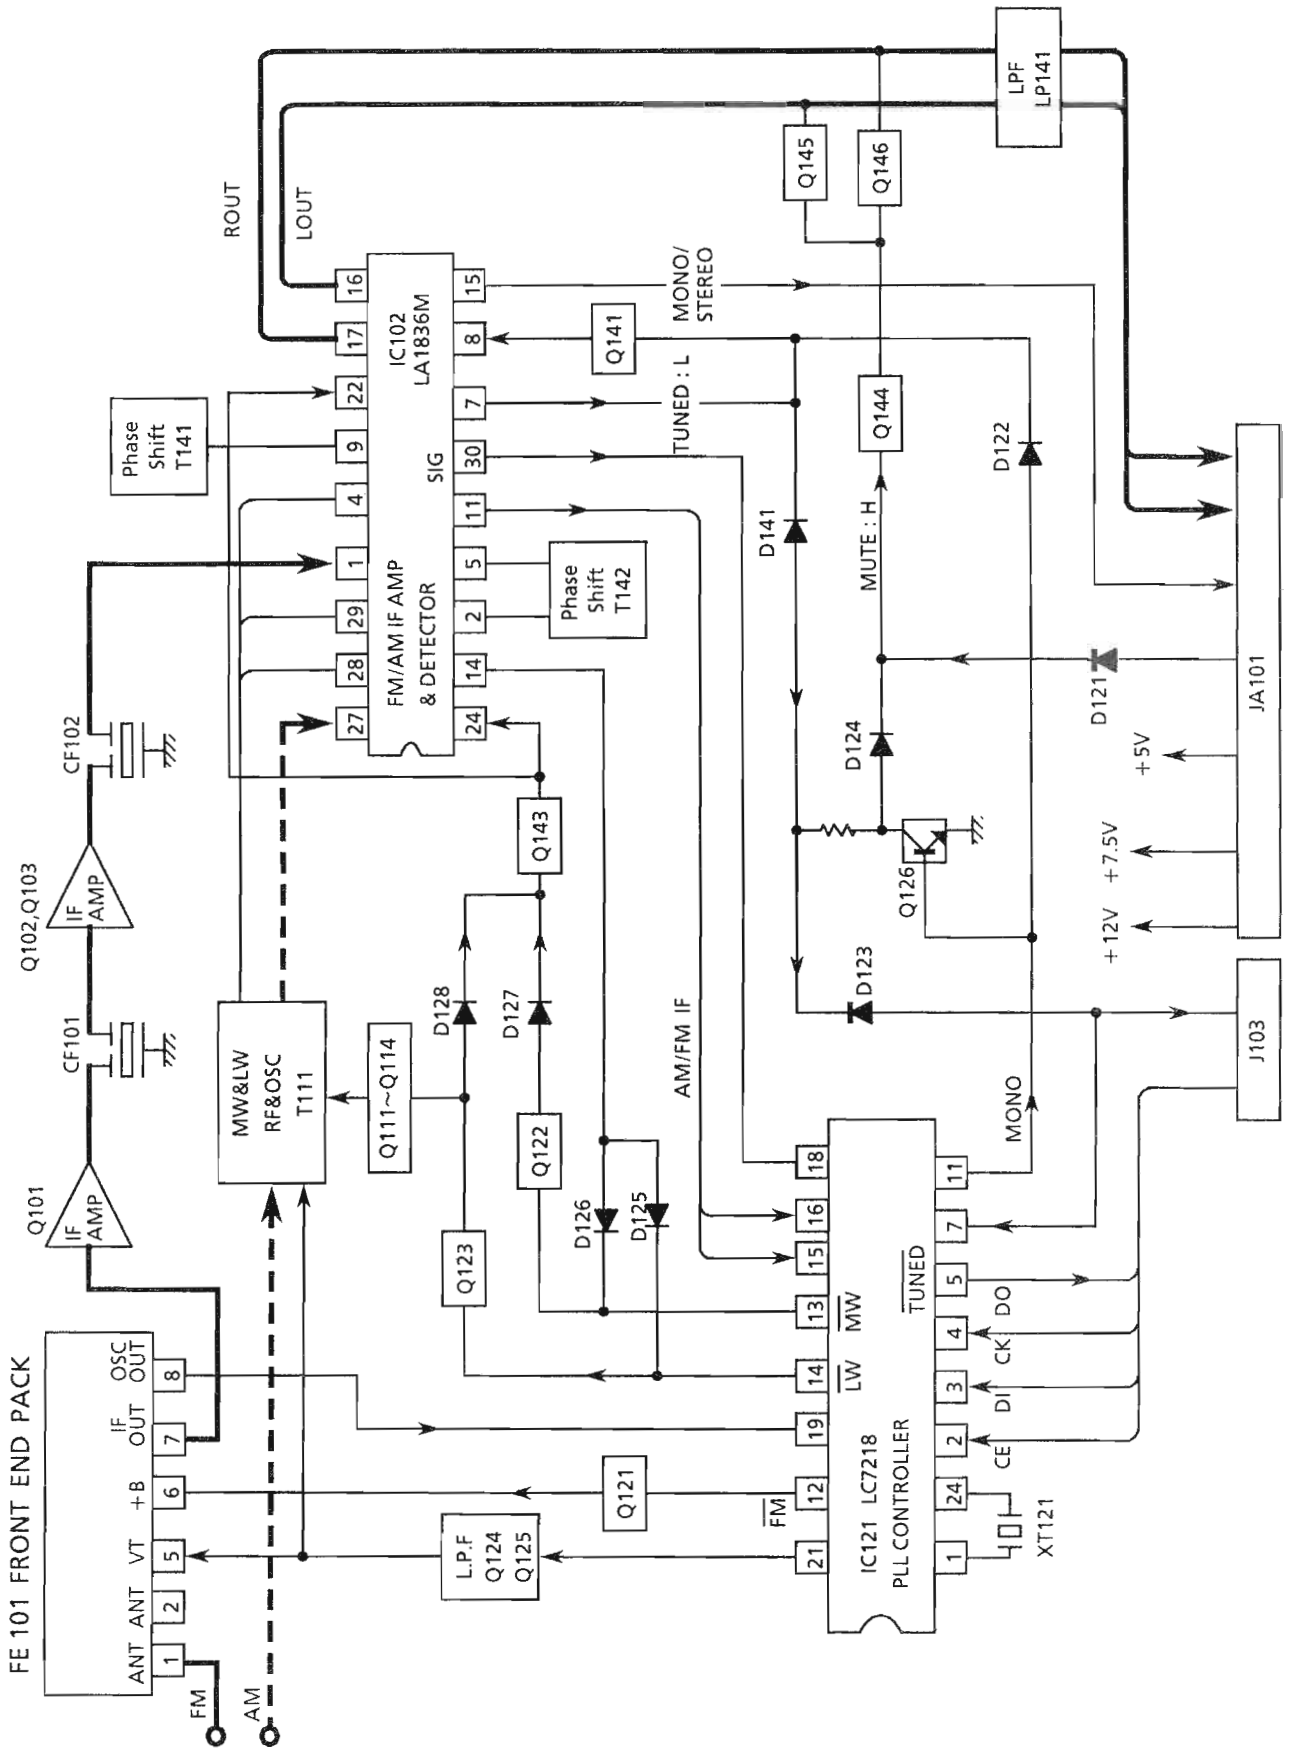 FE 101 FRONT END PACK
ANT
1
ANT
2
VT
5
+B
6
IF
OUT
7
OSC
OUT
8
FM
AM
Q101
IF
AMP
CF101
Q102,Q103
IF
AMP
CF102
MW&LW
RF&OSC
T111
Phase
Shift
T141
ROUT
LOUT
27
28
29
1
4
9
22
17
16
FM/AM IF AMP
& DETECTOR
SIG
IC102
LA1836M
24
14
2
5
11
30
7
8
15
Phase
Shift
T142
Q111~Q114
D128
D127
Q143
Q123
Q122
D126
D125
L.P.F
Q124
Q125
Q121
AM/FM IF
TUNED : L
MONO/
STEREO
Q141
D141
Q145
Q146
LPF
LP141
Q144
MUTE : H
D122
D124
Q126
D123
D121
21
12
19
14
13
15
16
18
FM
LW
MW
IC121 LC7218
PLL CONTROLLER
TUNED
1
24
2
3
4
5
7
11
XT121
CE
DI
CK
DO
MONO
J103
JA101
+12V
+7.5V
+5V